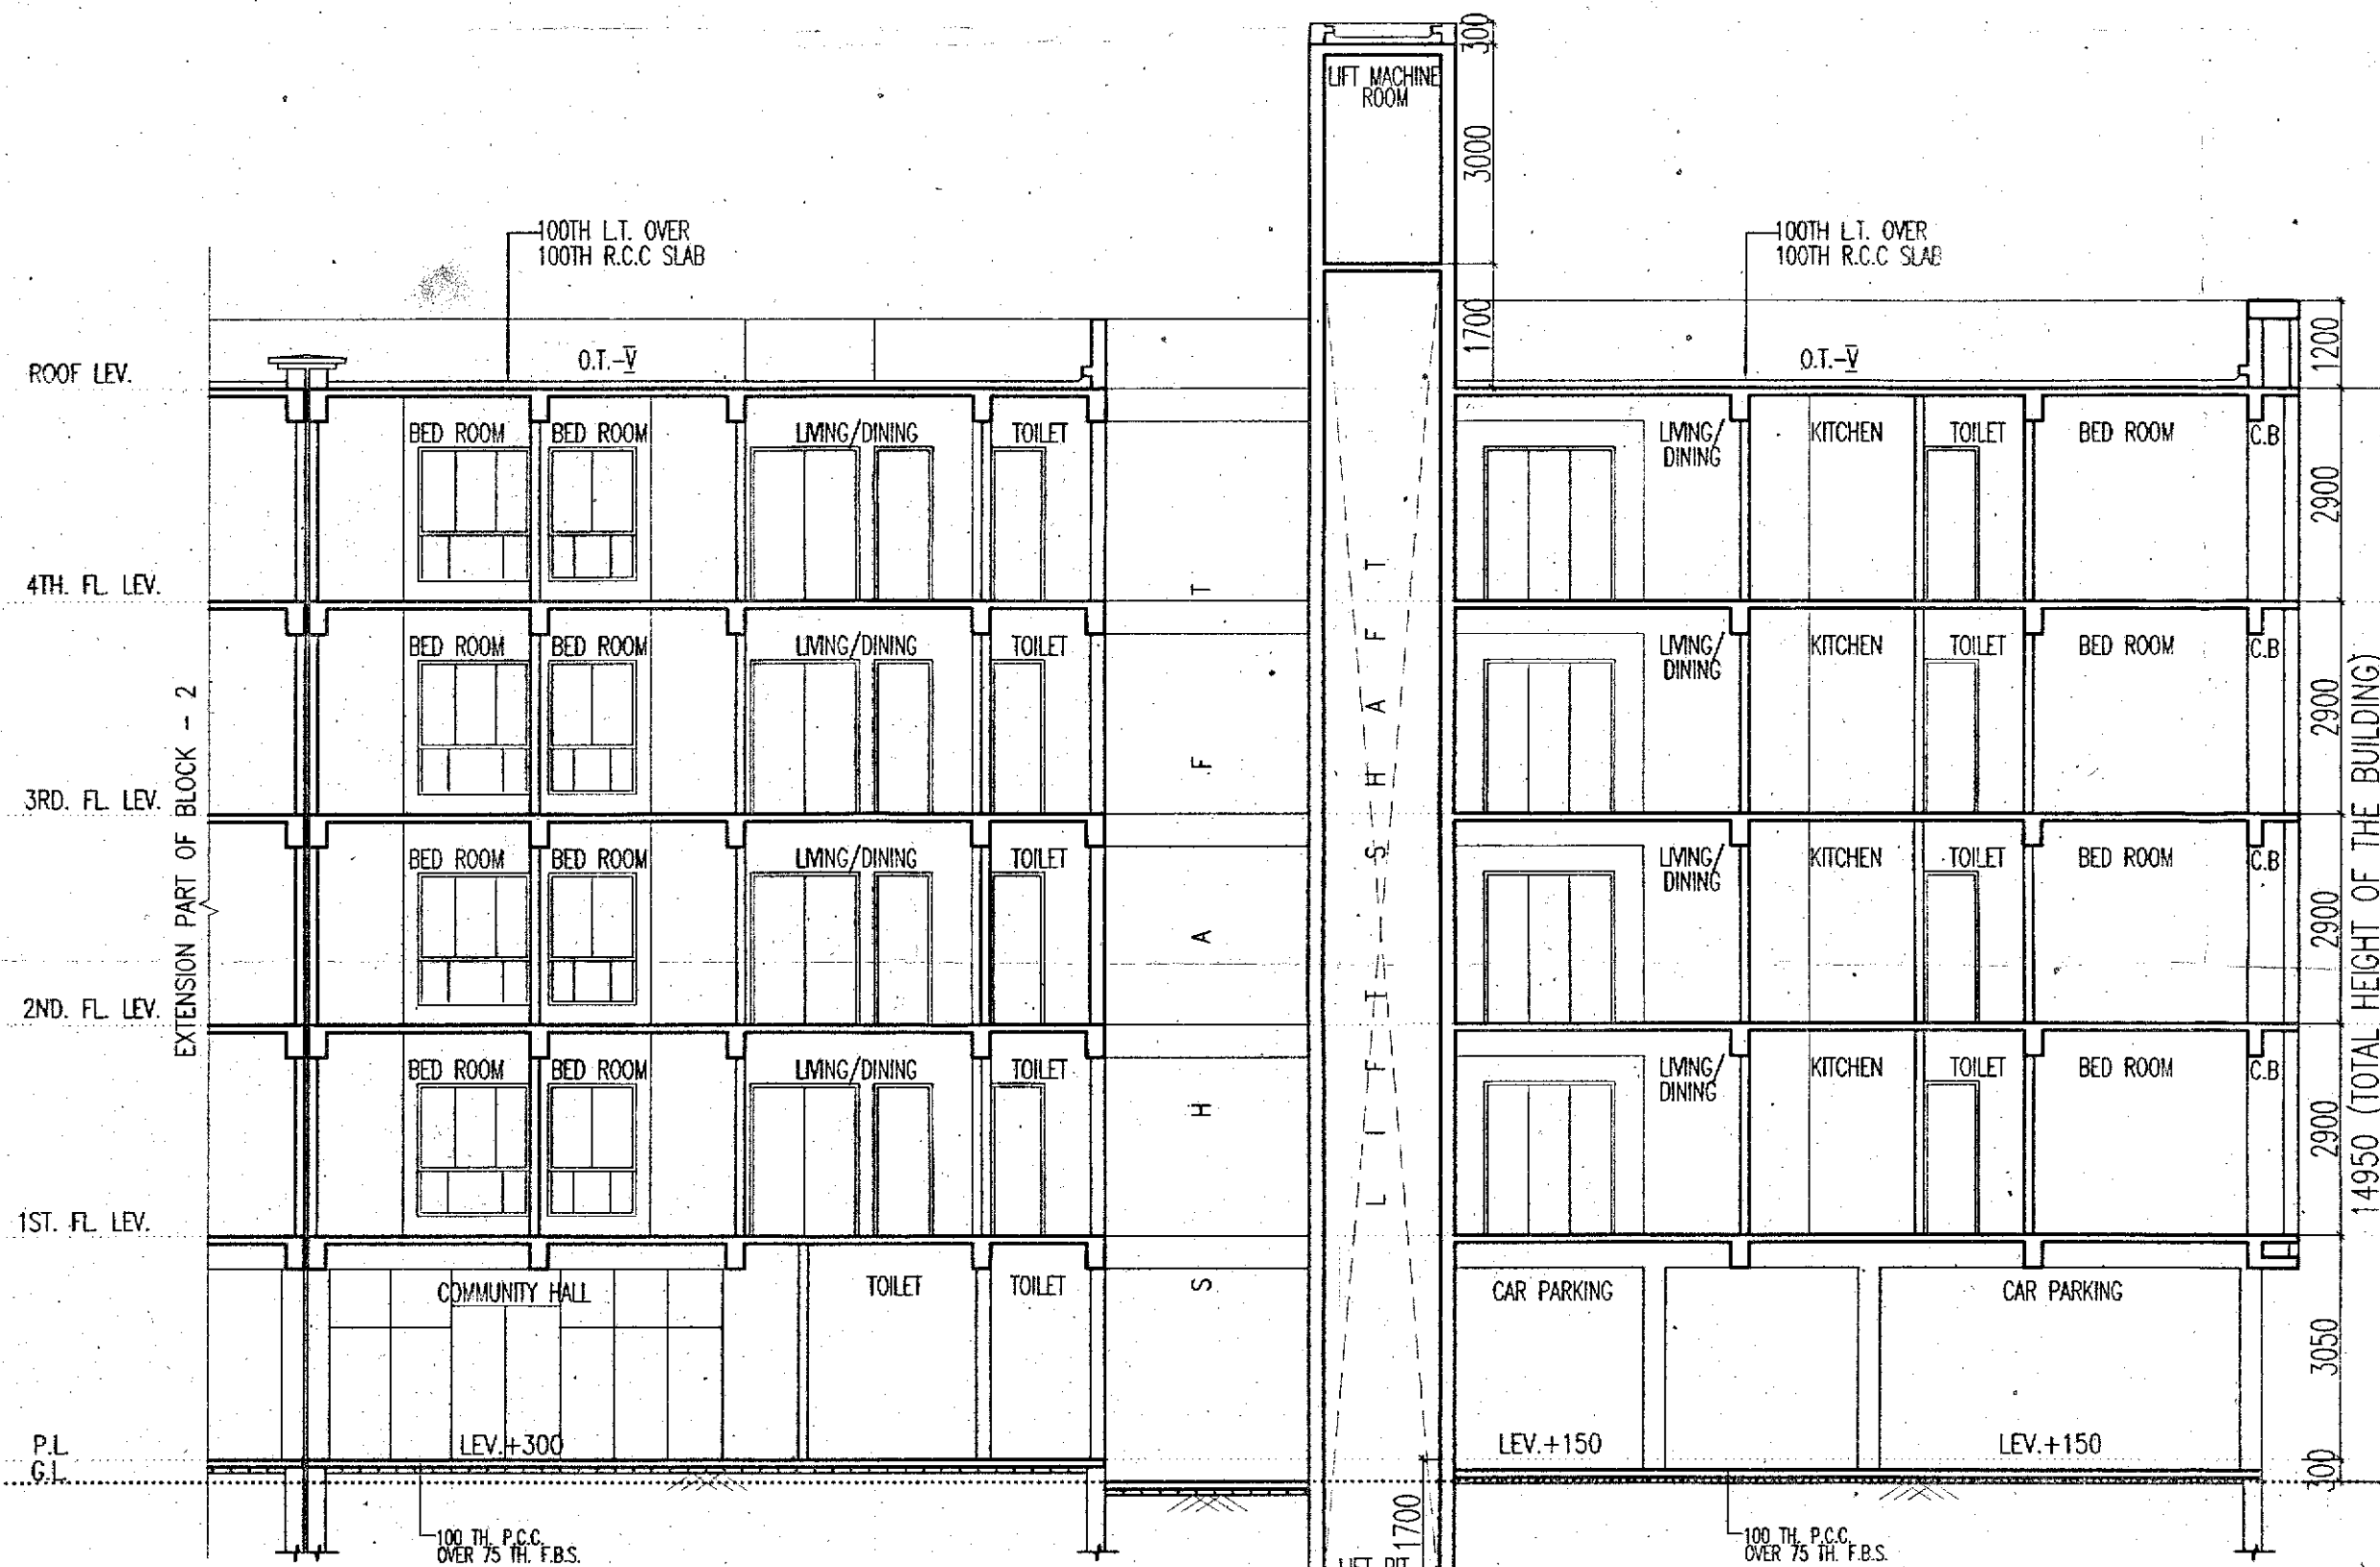 300
LIFT MACHINE
ROOM
3000
1700
100TH L.T. OVER
100TH R.C.C SLAB
100TH L.T. OVER
100TH R.C.C SLAB
1200
ROOF LEV.
O.T.-V
O.T.-V
BED ROOM
BED ROOM
LIVING/DINING
TOILET
LIVING/
DINING
KITCHEN
TOILET
BED ROOM
C.B
2900
4TH. FL. LEV.
BED ROOM
BED ROOM
LIVING/DINING
TOILET
LIVING/
DINING
KITCHEN
TOILET
BED ROOM
C.B
2900
3RD. FL. LEV.
BED ROOM
BED ROOM
LIVING/DINING
TOILET
LIVING/
DINING
KITCHEN
TOILET
BED ROOM
C.B
2900
2ND. FL. LEV.
BED ROOM
BED ROOM
LIVING/DINING
TOILET
LIVING/
DINING
KITCHEN
TOILET
BED ROOM
C.B
2900
1ST. FL. LEV.
EXTENSION PART OF BLOCK - 2
SHAFT
LIFT SHAFT
14950 (TOTAL HEIGHT OF THE BUILDING)
COMMUNITY HALL
TOILET
TOILET
CAR PARKING
CAR PARKING
3050
P.L.
G.L.
LEV.+300
LEV.+150
LEV.+150
300
1700
LIFT PIT
100 TH. P.C.C.
OVER 75 TH. F.B.S.
100 TH. P.C.C.
OVER 75 TH. F.B.S.